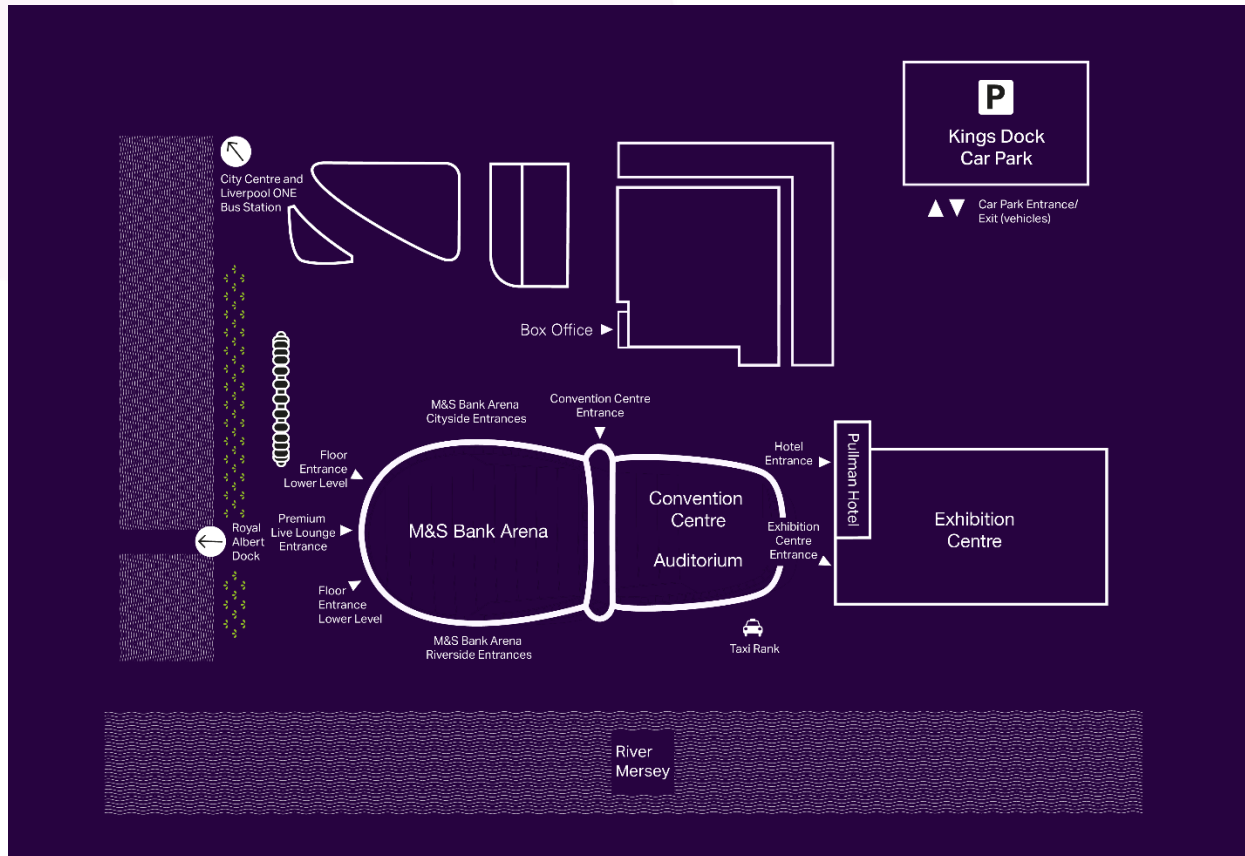 P
Kings Dock
Car Park
Car Park Entrance/
Exit (vehicles)
City Centre and
Liverpool ONE
Bus Station
Box Office
M&S Bank Arena
Cityside Entrances
Convention Centre
Entrance
Floor
Entrance
Lower Level
Hotel
Entrance
Pullman Hotel
Premium
Live Lounge
Entrance
Royal
Albert
Dock
M&S Bank Arena
Convention
Centre
Auditorium
Exhibition
Centre
Entrance
Exhibition
Centre
Floor
Entrance
Lower Level
M&S Bank Arena
Riverside Entrances
Taxi Rank
River
Mersey